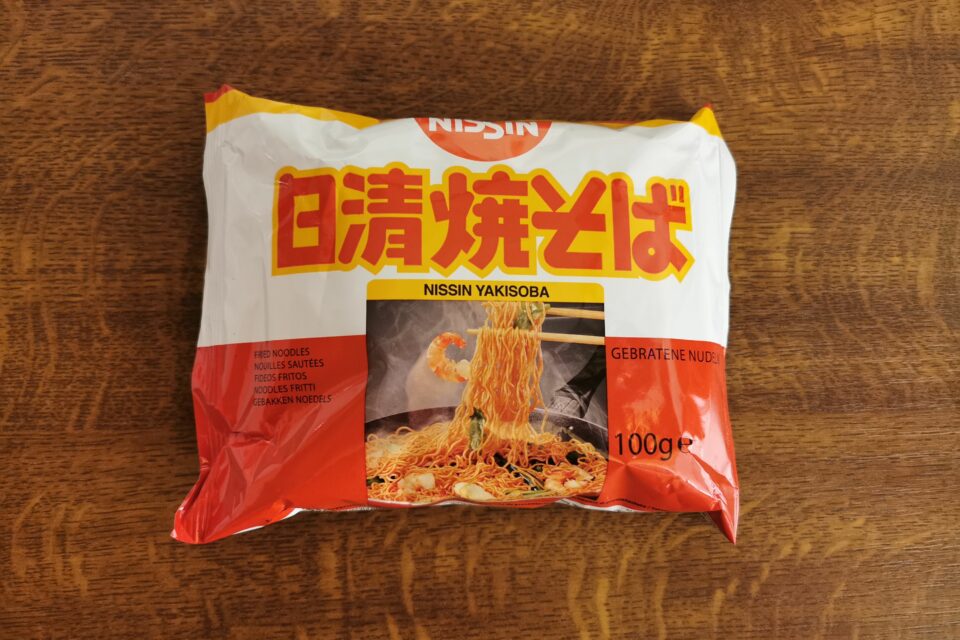 NISSIN
日清焼そば
NISSIN YAKISOBA
FRIED NOODLES
NOUILLES SAUTÉES
FIDEOS FRITOS
NOODLES FRITTI
GEBAKKEN NOEDELS
GEBRATENE NUDELN
100g e